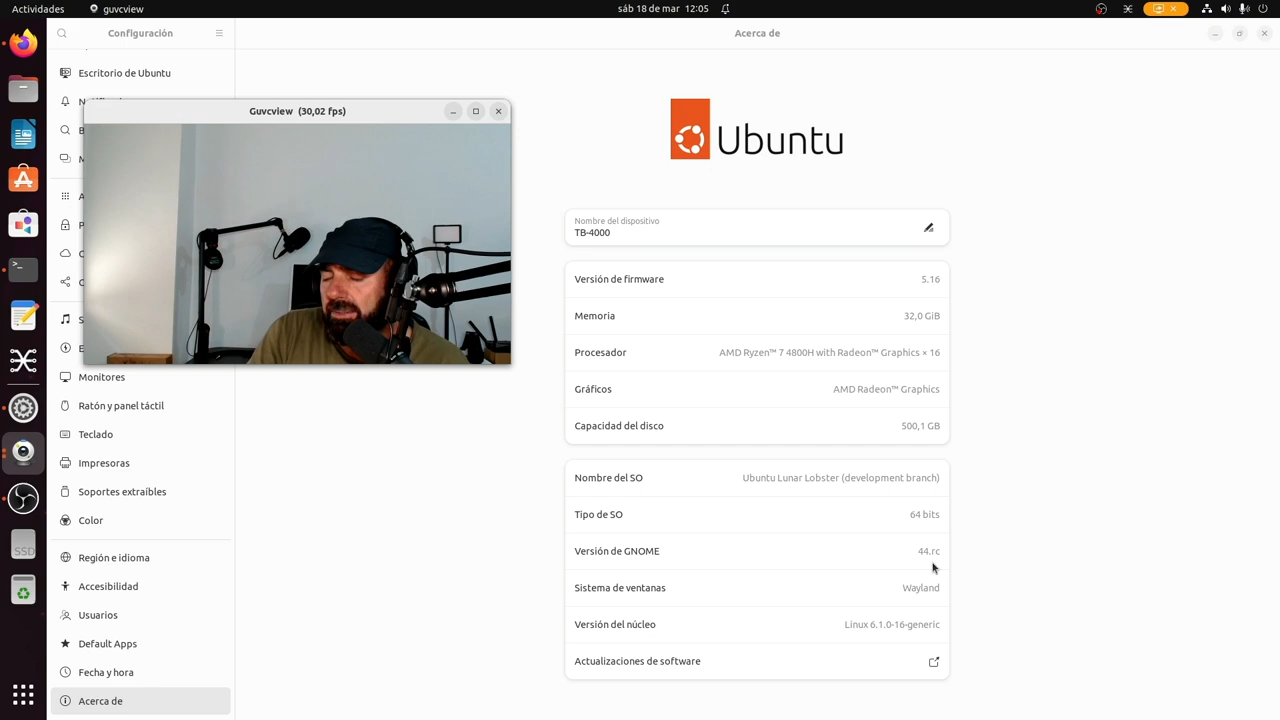 Actividades
guvcview
sáb 18 de mar 12:05
Configuración
Acerca de
Escritorio de Ubuntu
Guvcview (30,02 fps)
Ubuntu
Nombre del dispositivo
TB-4000
Versión de firmware 5.16
Memoria 32,0 GiB
Procesador AMD Ryzen™ 7 4800H with Radeon™ Graphics × 16
Gráficos AMD Radeon™ Graphics
Capacidad del disco 500,1 GB
Nombre del SO Ubuntu Lunar Lobster (development branch)
Tipo de SO 64 bits
Versión de GNOME 44.rc
Sistema de ventanas Wayland
Versión del núcleo Linux 6.1.0-16-generic
Actualizaciones de software
Monitores
Ratón y panel táctil
Teclado
Impresoras
Soportes extraíbles
Color
Región e idioma
Accesibilidad
Usuarios
Default Apps
Fecha y hora
Acerca de
SSD